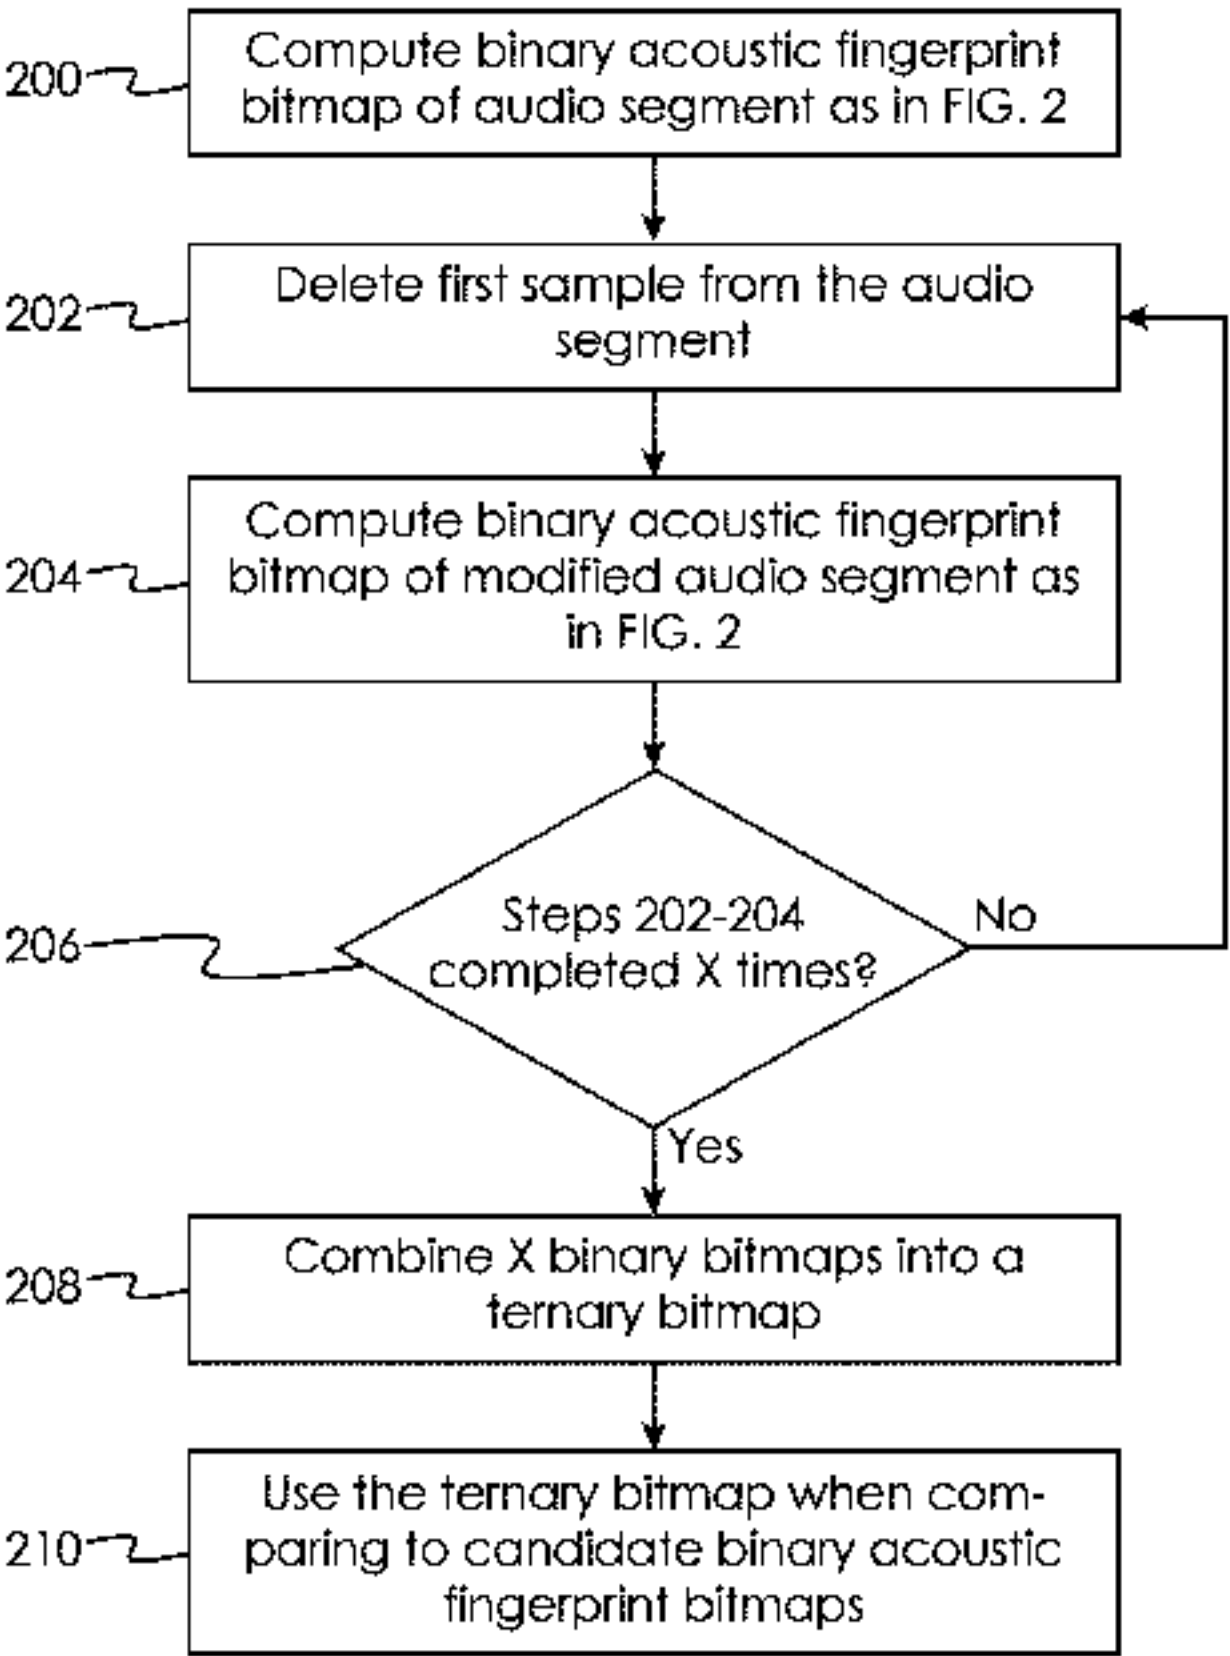 200
Compute binary acoustic fingerprint
bitmap of audio segment as in FIG. 2
202
Delete first sample from the audio
segment
204
Compute binary acoustic fingerprint
bitmap of modified audio segment as
in FIG. 2
206
Steps 202-204
completed X times?
No
Yes
208
Combine X binary bitmaps into a
ternary bitmap
210
Use the ternary bitmap when com-
paring to candidate binary acoustic
fingerprint bitmaps